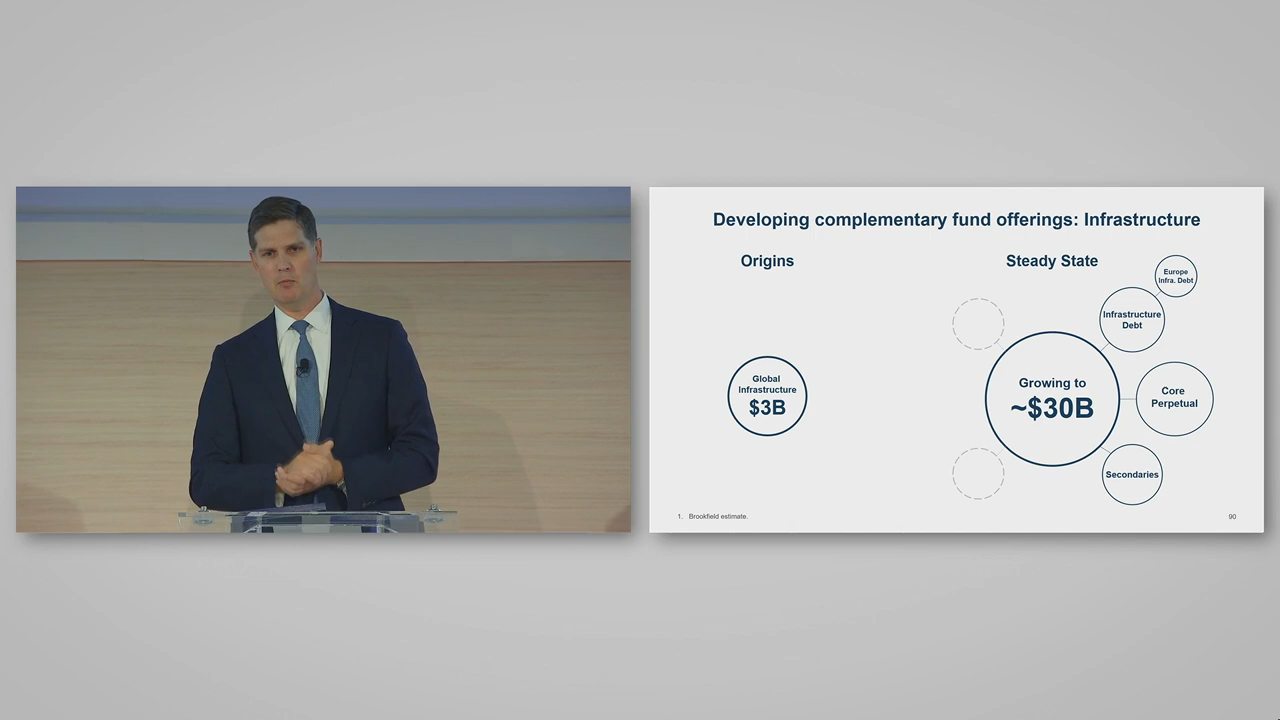 Developing complementary fund offerings: Infrastructure
Origins
Steady State
Global
Infrastructure
$3B
Growing to
~$30B
Europe
Infra. Debt
Infrastructure
Debt
Core
Perpetual
Secondaries
1. Brookfield estimate.
90